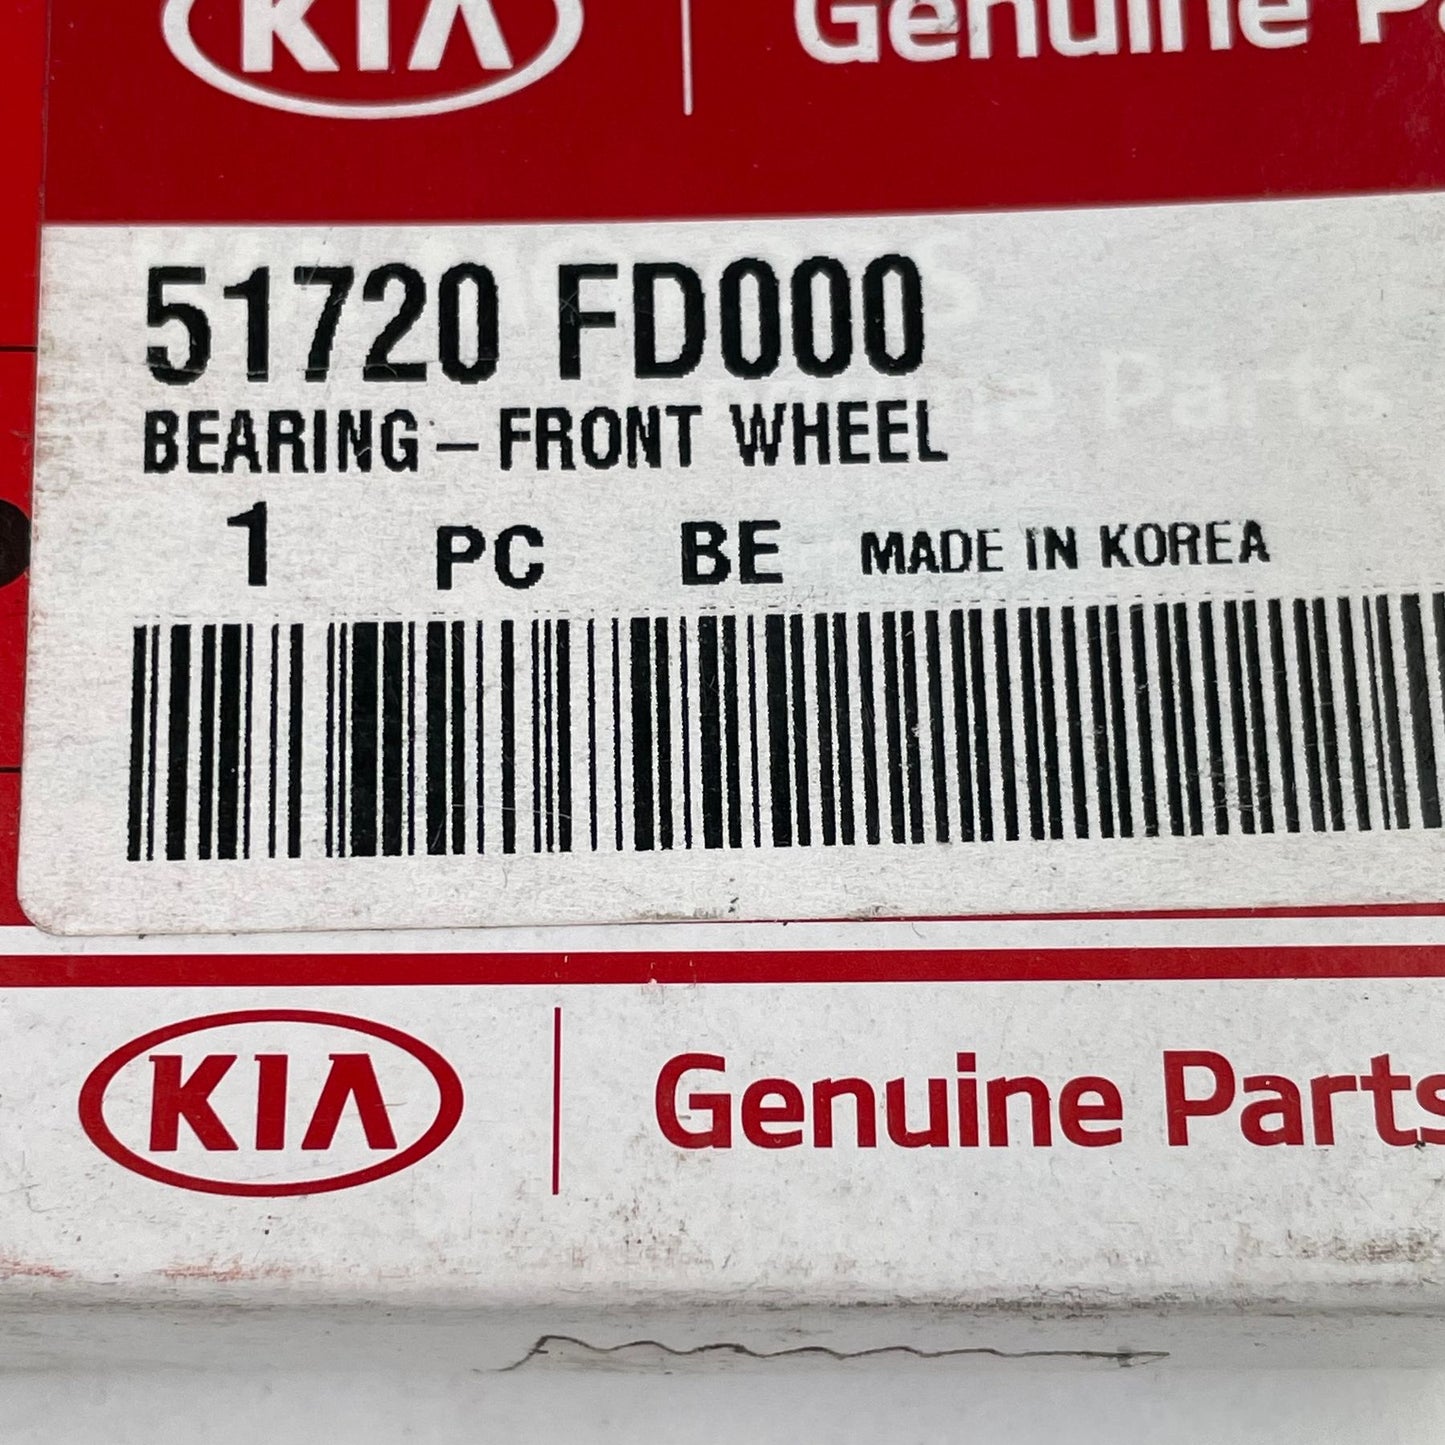 KIA Genuine Pa
51720 FD000
BEARING-FRONT WHEEL
1 PC BE MADE IN KOREA
KIA Genuine Parts